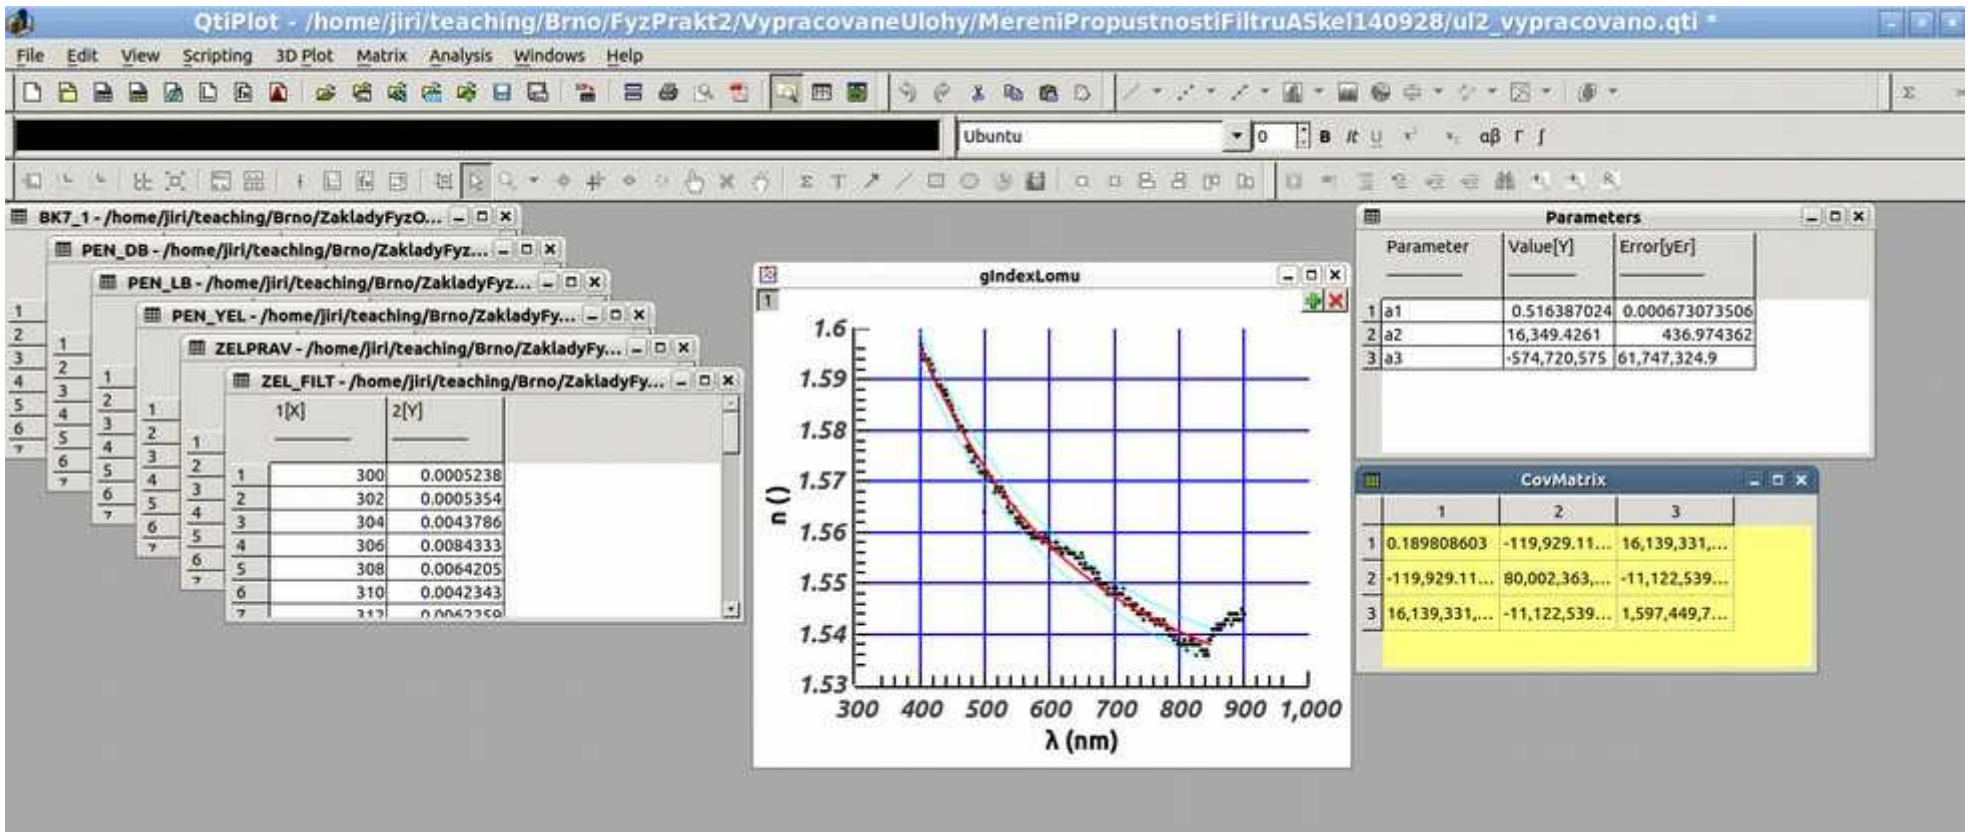 QtiPlot - /home/jiri/teaching/Brno/FyzPrakt2/VypracovaneUlohy/MereniPropustnostiFiltruASkel140928/ul2_vypracovano.qti *
File Edit View Scripting 3D Plot Matrix Analysis Windows Help
Ubuntu 0 B It U x² x₂ αβ Γ ∫
BK7_1 - /home/jiri/teaching/Brno/ZakladyFyzO...
PEN_DB - /home/jiri/teaching/Brno/ZakladyFyz...
PEN_LB - /home/jiri/teaching/Brno/ZakladyFyz...
PEN_YEL - /home/jiri/teaching/Brno/ZakladyFy...
ZELPRAV - /home/jiri/teaching/Brno/ZakladyFy...
ZEL_FILT - /home/jiri/teaching/Brno/ZakladyFy...
1[X] 2[Y]
1 300 0.0005238
2 302 0.0005354
3 304 0.0043786
4 306 0.0084333
5 308 0.0064205
6 310 0.0042343
7 312 0.0062259
gIndexLomu
1
1.6
1.59
1.58
1.57
1.56
1.55
1.54
1.53
n ()
300 400 500 600 700 800 900 1,000
λ (nm)
Parameters
Parameter Value[Y] Error[yEr]
1 a1 0.516387024 0.000673073506
2 a2 16,349.4261 436.974362
3 a3 -574,720,575 61,747,324.9
CovMatrix
1 2 3
1 0.189808603 -119,929.11... 16,139,331,...
2 -119,929.11... 80,002,363,... -11,122,539...
3 16,139,331,... -11,122,539... 1,597,449,7...